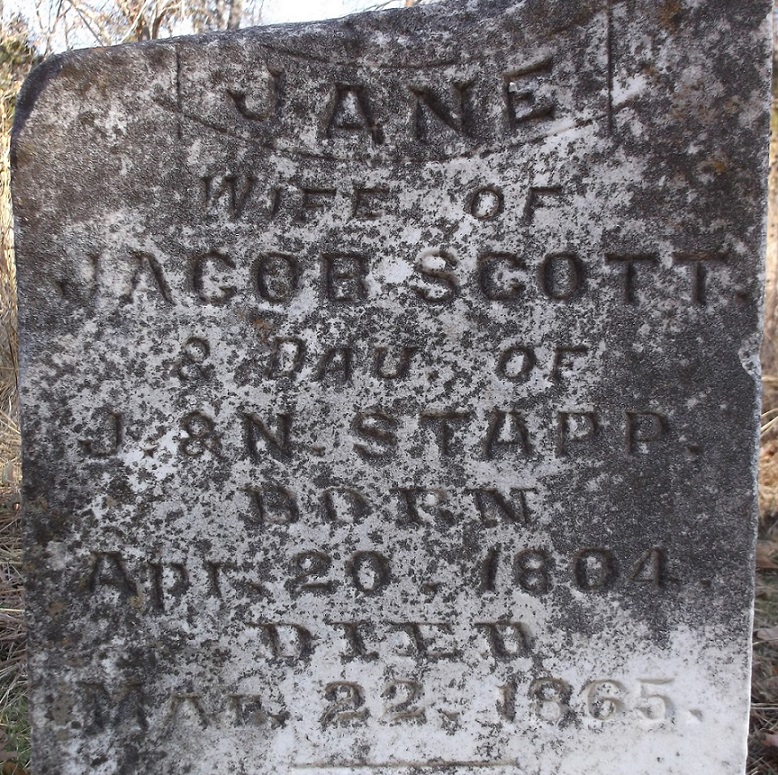 JANE
WIFE OF
JACOB SCOTT.
& DAU. OF
J. & N. STAPP.
BORN
Apr. 20, 1804.
DIED
Mar. 22, 1865.